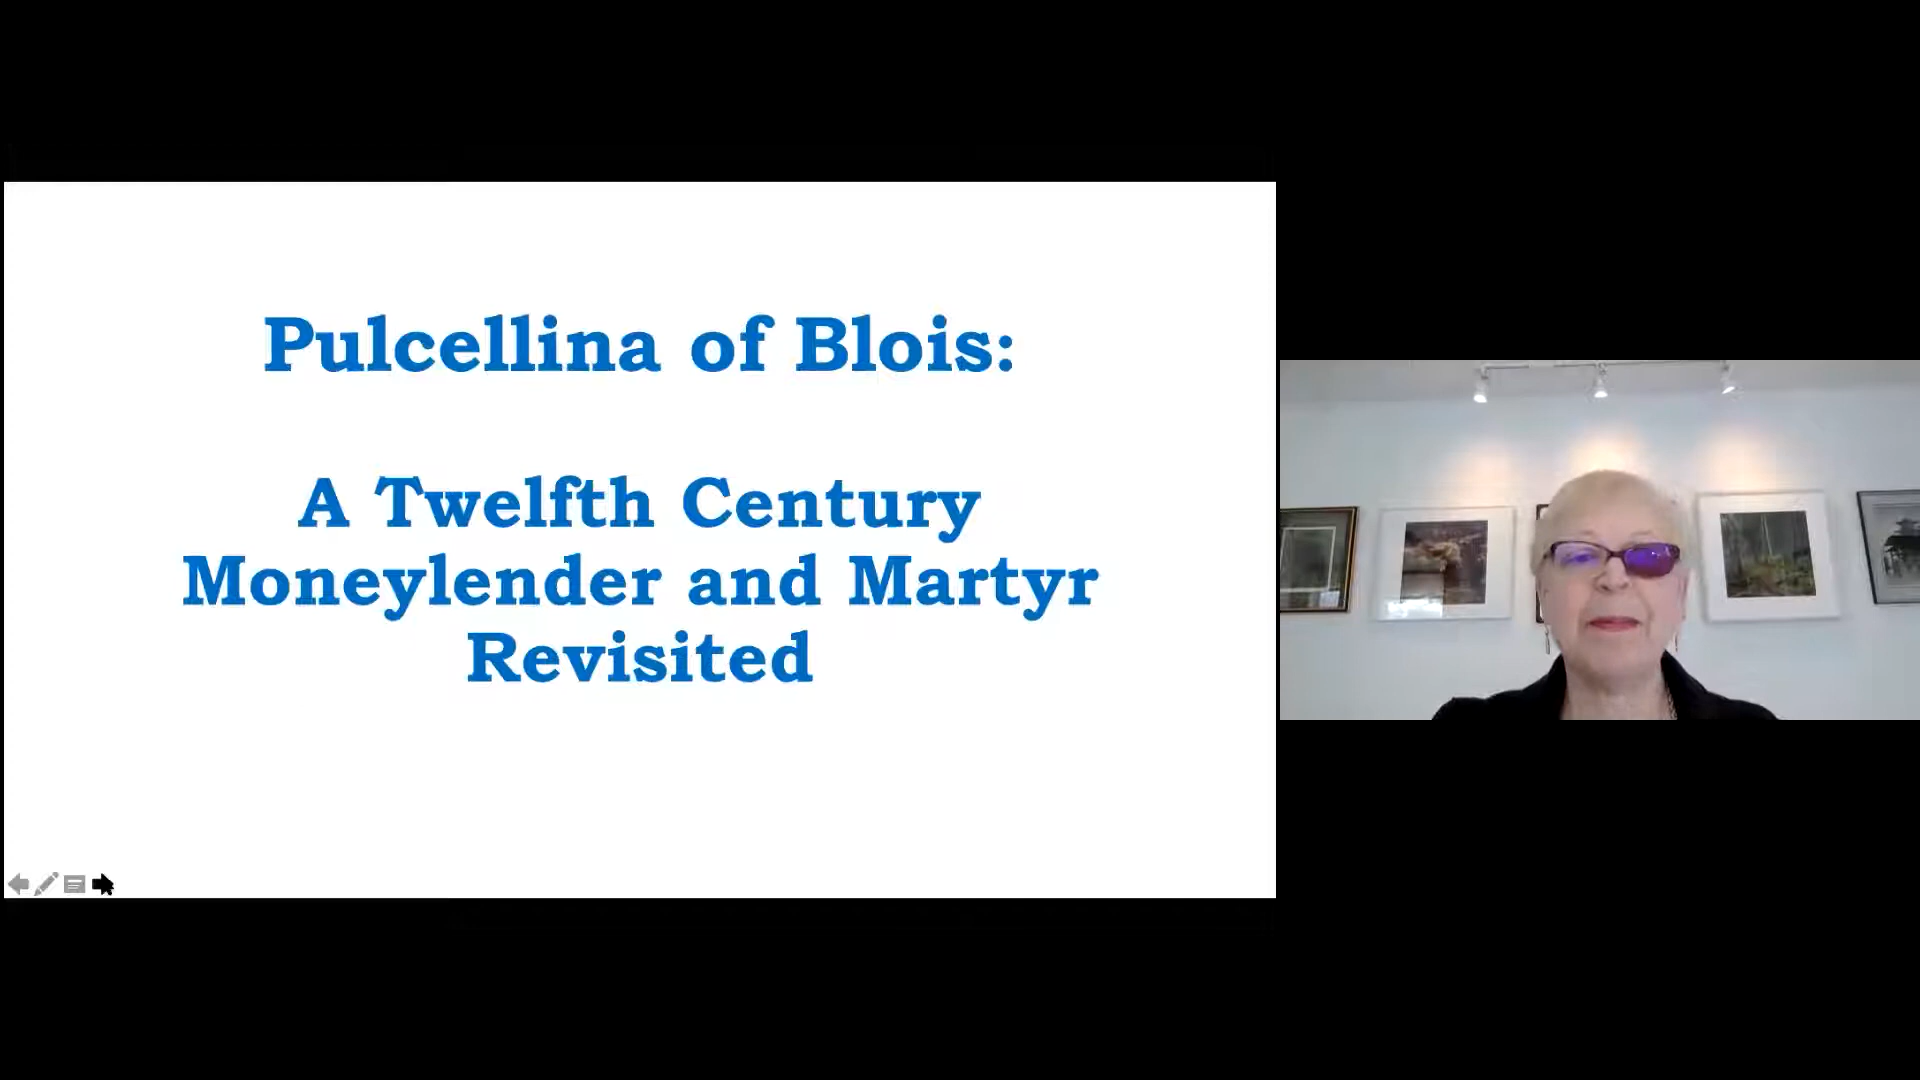 Pulcellina of Blois:
A Twelfth Century
Moneylender and Martyr
Revisited